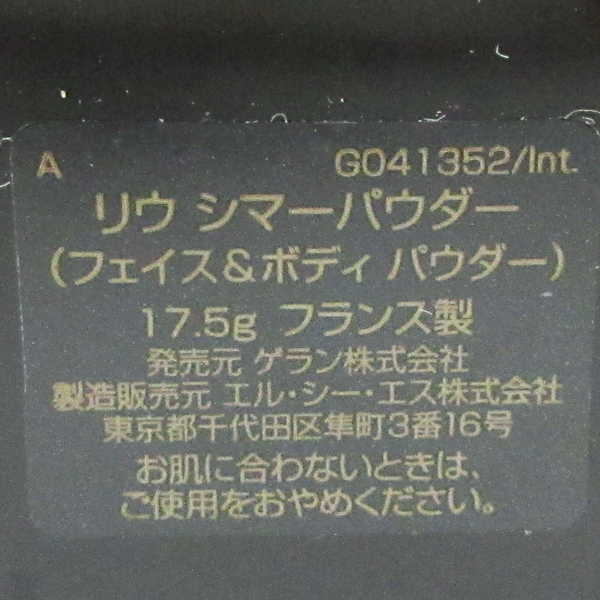 A G041352/Int.
リウ シマーパウダー
(フェイス&ボディ パウダー)
17.5g フランス製
発売元 ゲラン株式会社
製造販売元 エル・シー・エス株式会社
東京都千代田区隼町3番16号
お肌に合わないときは、
ご使用をおやめください。